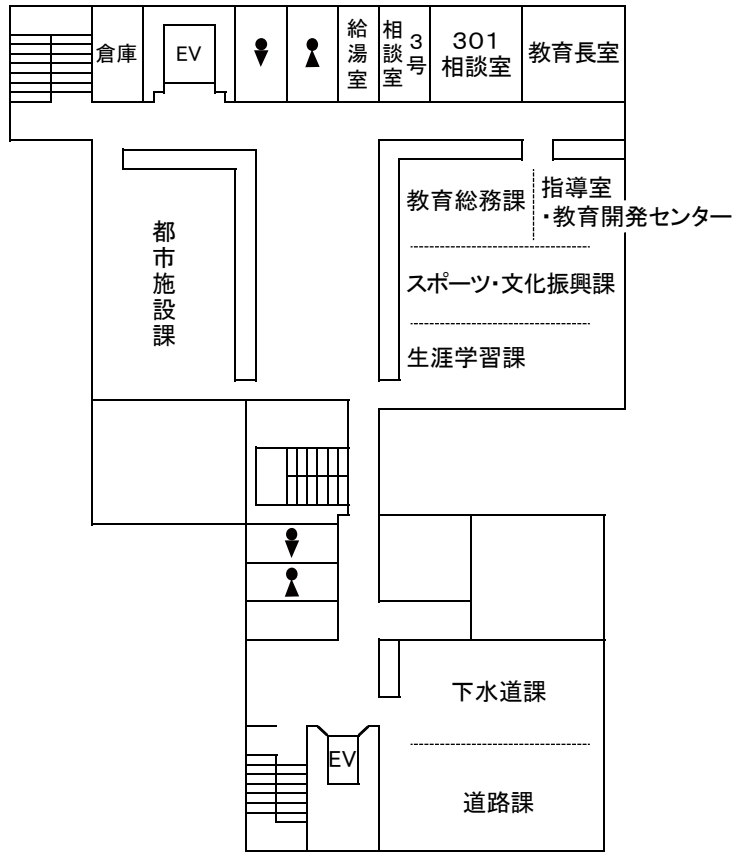 倉庫
EV
給湯室
相談室
3号
301
相談室
教育長室
教育総務課
指導室
・教育開発センター
都市施設課
スポーツ・文化振興課
生涯学習課
下水道課
EV
道路課